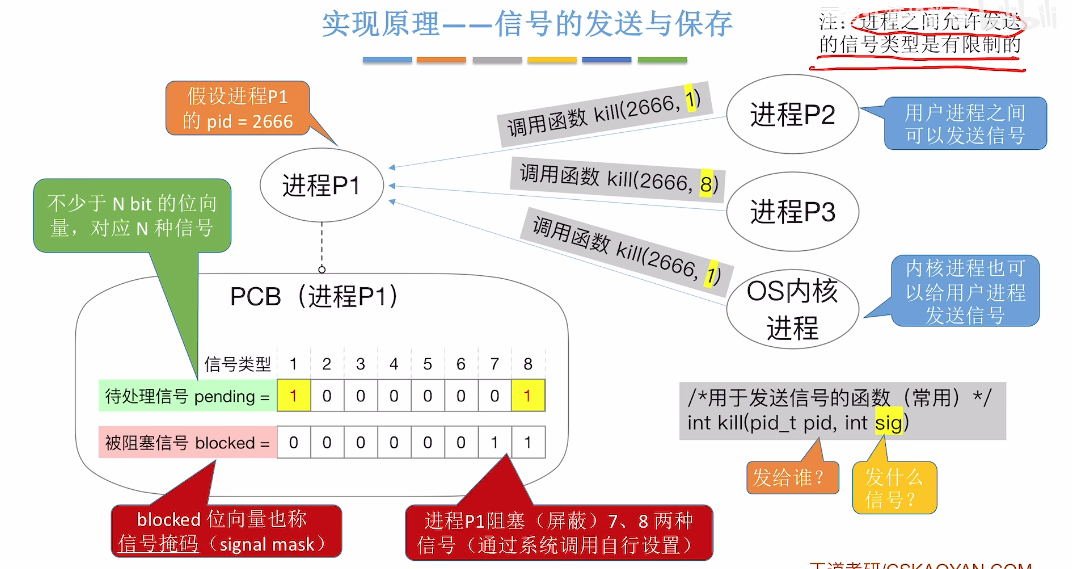 实现原理——信号的发送与保存
注：进程之间允许发送
的信号类型是有限制的
假设进程P1
的 pid = 2666
调用函数 kill(2666, 1)
进程P2
用户进程之间
可以发送信号
进程P1
调用函数 kill(2666, 8)
进程P3
不少于 N bit 的位向
量，对应 N 种信号
调用函数 kill(2666, 1)
OS内核
进程
内核进程也可
以给用户进程
发送信号
PCB（进程P1）
信号类型 1 2 3 4 5 6 7 8
待处理信号 pending = 1 0 0 0 0 0 0 1
被阻塞信号 blocked = 0 0 0 0 0 0 1 1
/*用于发送信号的函数（常用）*/
int kill(pid_t pid, int sig)
发给谁？
发什么
信号？
blocked 位向量也称
信号掩码（signal mask）
进程P1阻塞（屏蔽）7、8 两种
信号（通过系统调用自行设置）
王道考研/CSKAOYAN.COM